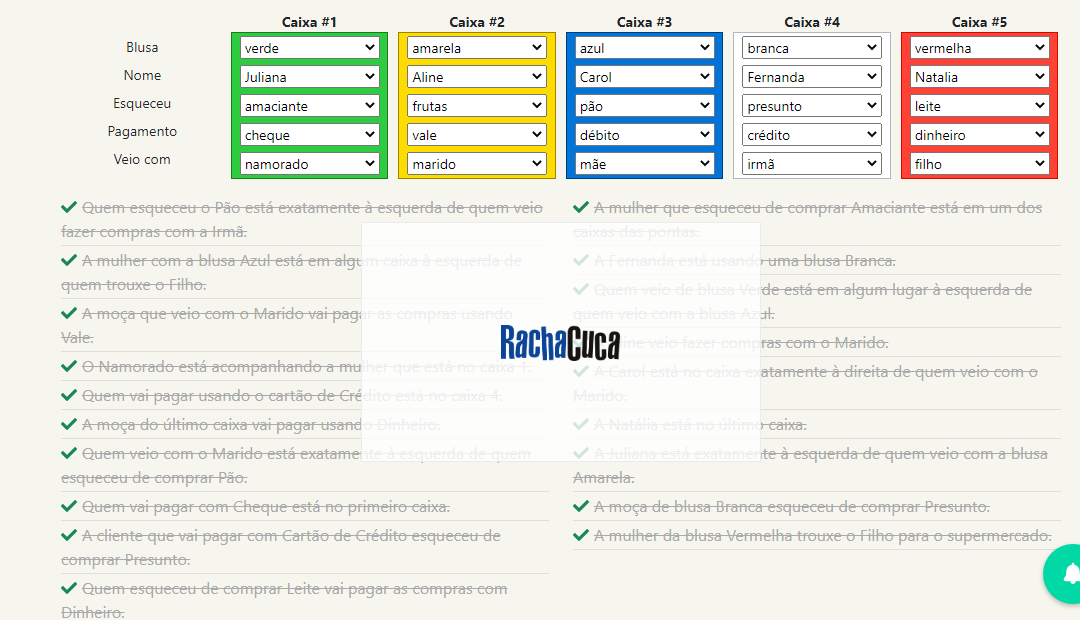 Caixa #1 Caixa #2 Caixa #3 Caixa #4 Caixa #5
Blusa verde amarela azul branca vermelha
Nome Juliana Aline Carol Fernanda Natalia
Esqueceu amaciante frutas pão presunto leite
Pagamento cheque vale débito crédito dinheiro
Veio com namorado marido mãe irmã filho
Quem esqueceu o Pão está exatamente à esquerda de quem veio
fazer compras com a Irmã.
A mulher com a blusa Azul está em algum caixa à esquerda de
quem trouxe o Filho.
A moça que veio com o Marido vai pagar as compras usando
Vale.
O Namorado está acompanhando a mulher que está no caixa 1.
Quem vai pagar usando o cartão de Crédito está no caixa 4.
A moça do último caixa vai pagar usando Dinheiro.
Quem veio com o Marido está exatamente à esquerda de quem
esqueceu de comprar Pão.
Quem vai pagar com Cheque está no primeiro caixa.
A cliente que vai pagar com Cartão de Crédito esqueceu de
comprar Presunto.
Quem esqueceu de comprar Leite vai pagar as compras com
Dinheiro.
A mulher que esqueceu de comprar Amaciante está em um dos
caixas das pontas.
A Fernanda está usando uma blusa Branca.
Quem veio de blusa Verde está em algum lugar à esquerda de
quem veio com a blusa Azul.
Aline veio fazer compras com o Marido.
A Carol está no caixa exatamente à direita de quem veio com o
Marido.
A Natália está no último caixa.
A Juliana está exatamente à esquerda de quem veio com a blusa
Amarela.
A moça de blusa Branca esqueceu de comprar Presunto.
A mulher da blusa Vermelha trouxe o Filho para o supermercado.
RachaCuca